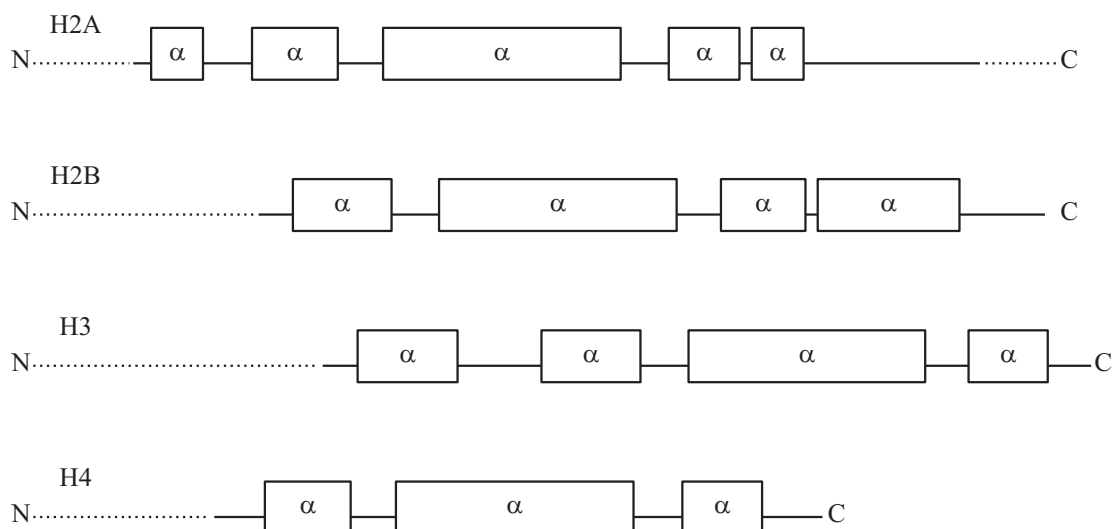 H2A
N α α α α α C
H2B
N α α α α C
H3
N α α α α C
H4
N α α α C